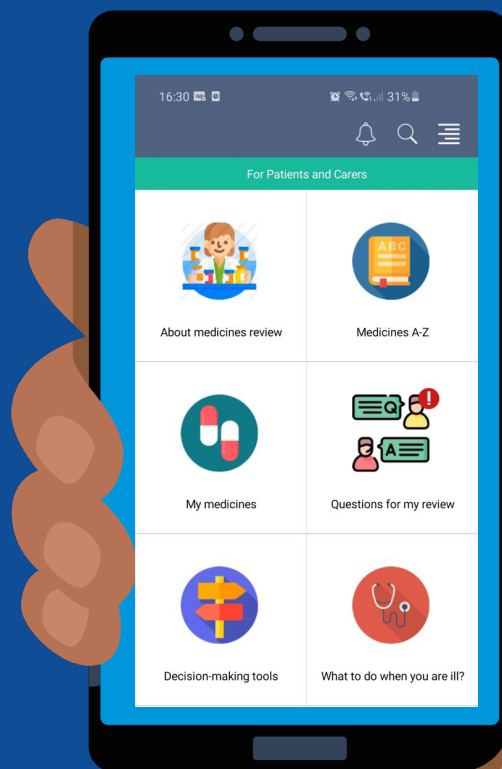 16:30
31%
For Patients and Carers
ABC
About medicines review
Medicines A-Z
Q
A
My medicines
Questions for my review
Decision-making tools
What to do when you are ill?